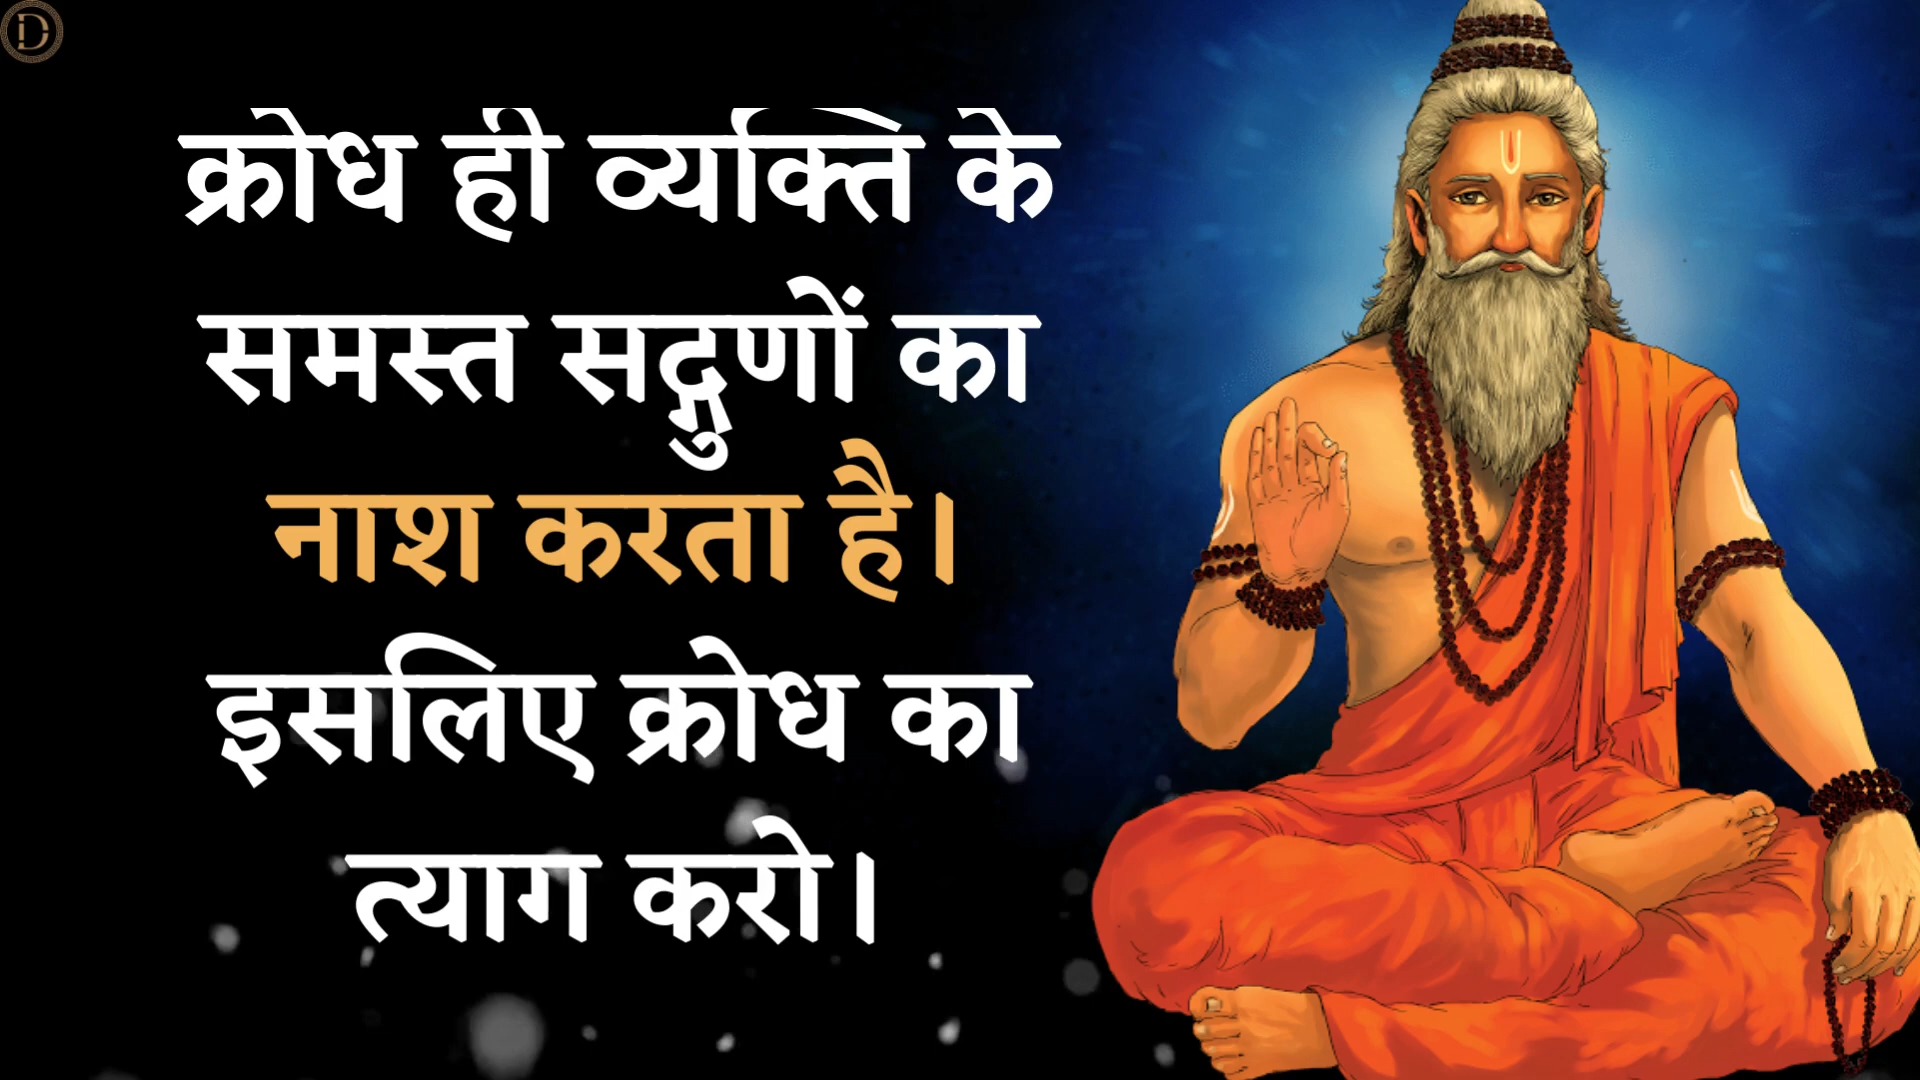 क्रोध ही व्यक्ति के
समस्त सद्गुणों का
नाश करता है।
इसलिए क्रोध का
त्याग करो।